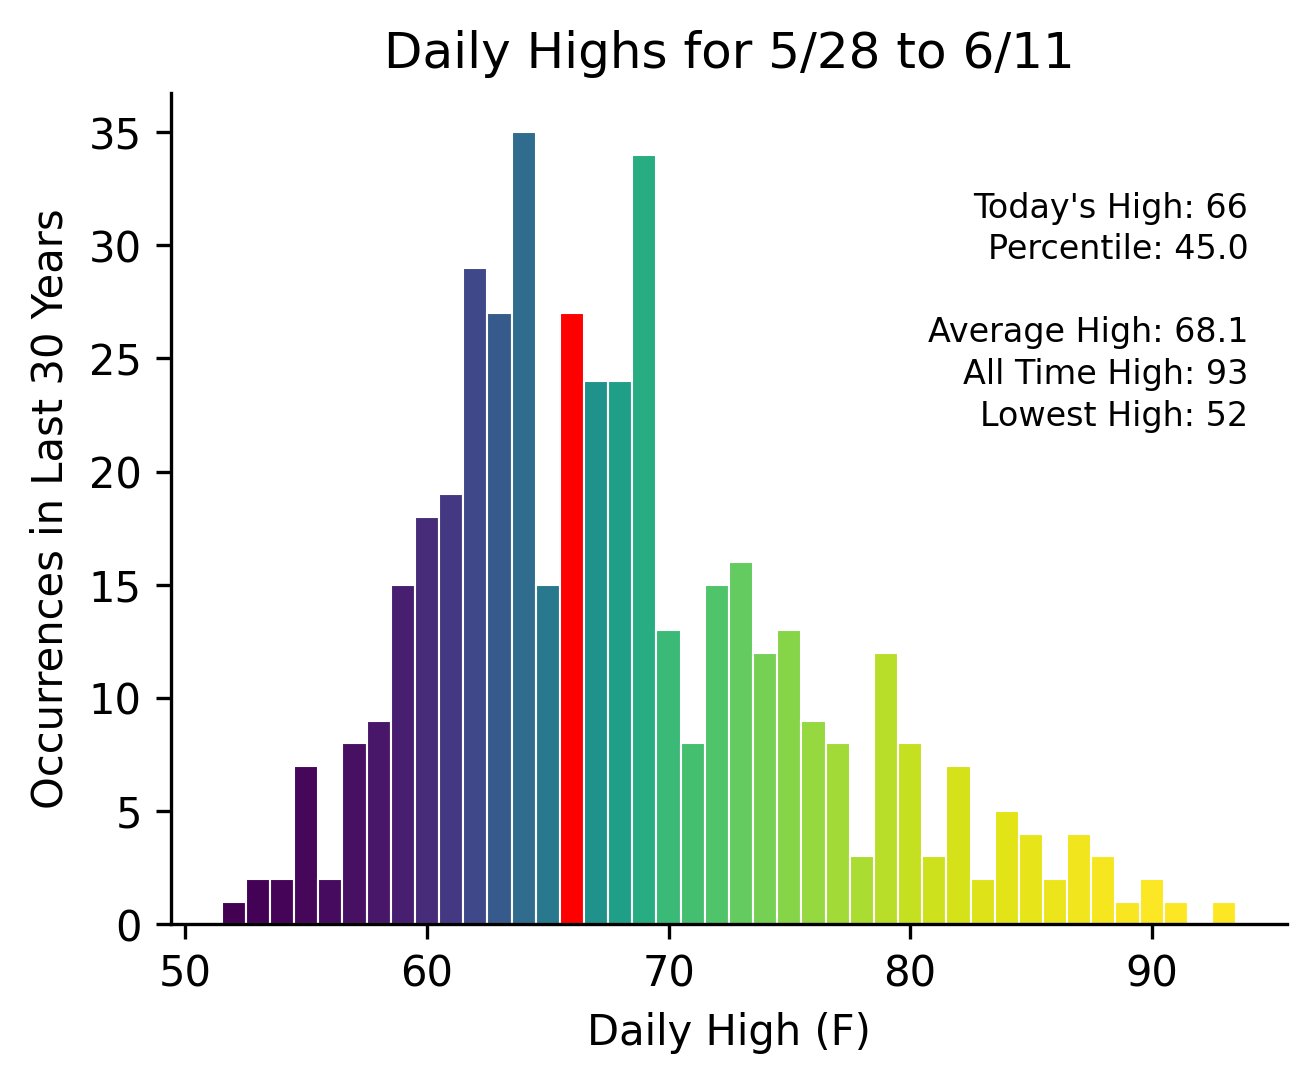 Daily Highs for 5/28 to 6/11
Occurrences in Last 30 Years
35
30
25
20
15
10
5
0
Today's High: 66
Percentile: 45.0
Average High: 68.1
All Time High: 93
Lowest High: 52
50 60 70 80 90
Daily High (F)